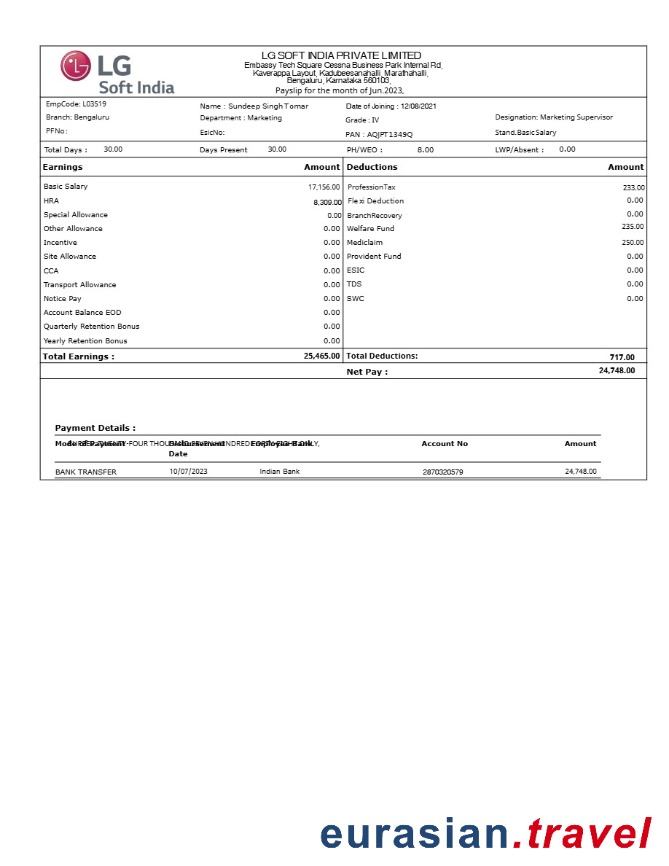 LG
Soft India
LG SOFT INDIA PRIVATE LIMITED
Embassy Tech Square Cessna Business Park Internal Rd,
Kaverappa Layout, Kadubeesanahalli, Marathahalli,
Bengaluru, Karnataka 560103,
Payslip for the month of Jun.2023,
EmpCode: L03519 Name : Sundeep Singh Tomar Date of Joining : 12/08/2021
Branch: Bengaluru Department : Marketing Grade : IV Designation: Marketing Supervisor
PFNo: EsicNo: PAN : AQJPT1349Q Stand.BasicSalary
Total Days : 30.00 Days Present 30.00 PH/WEO : 8.00 LWP/Absent : 0.00
Earnings Amount Deductions Amount
Basic Salary 17,156.00 ProfessionTax 233.00
HRA 8,309.00 Flexi Deduction 0.00
Special Allowance 0.00 BranchRecovery 0.00
Other Allowance 0.00 Welfare Fund 235.00
Incentive 0.00 Mediclaim 250.00
Site Allowance 0.00 Provident Fund 0.00
CCA 0.00 ESIC 0.00
Transport Allowance 0.00 TDS 0.00
Notice Pay 0.00 SWC 0.00
Account Balance EOD 0.00
Quarterly Retention Bonus 0.00
Yearly Retention Bonus 0.00
Total Earnings : 25,465.00 Total Deductions: 717.00
Net Pay : 24,748.00
Payment Details :
Mode of Payment Disbursement Employee Bank Account No Amount
Date
BANK TRANSFER 10/07/2023 Indian Bank 2870320579 24,748.00
eurasian.travel